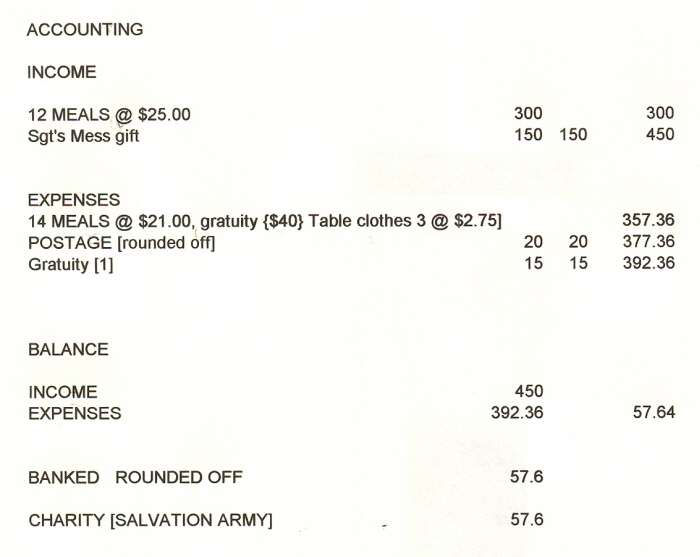 ACCOUNTING
INCOME
12 MEALS @ $25.00 300 300
Sgt's Mess gift 150 150 450
EXPENSES
14 MEALS @ $21.00, gratuity {$40} Table clothes 3 @ $2.75] 357.36
POSTAGE [rounded off] 20 20 377.36
Gratuity [1] 15 15 392.36
BALANCE
INCOME 450
EXPENSES 392.36 57.64
BANKED ROUNDED OFF 57.6
CHARITY [SALVATION ARMY] 57.6